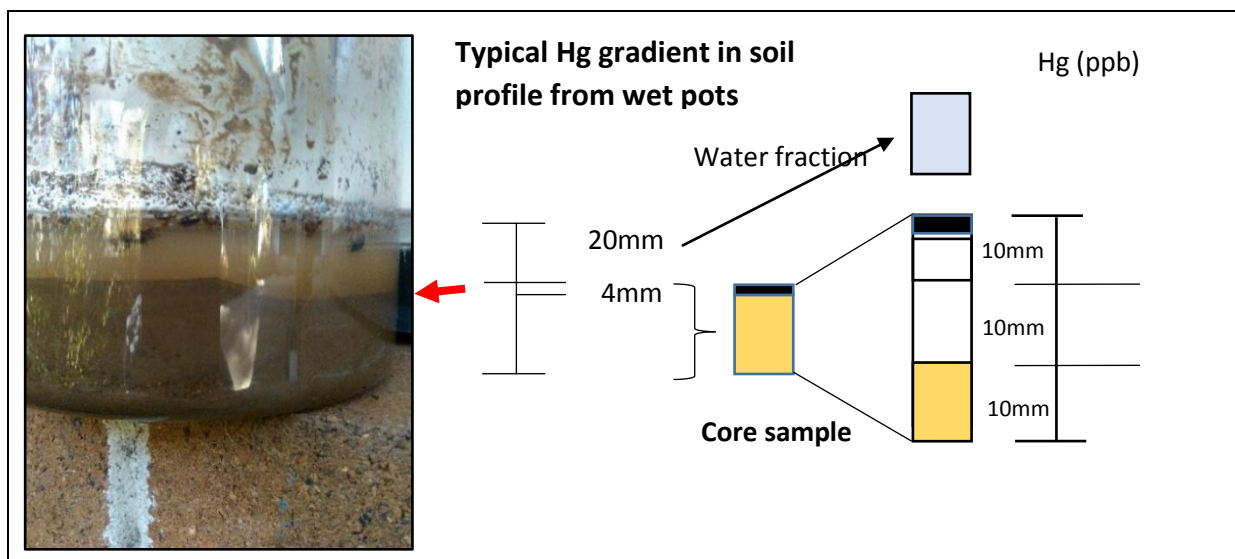 Typical Hg gradient in soil
profile from wet pots
Hg (ppb)
Water fraction
20mm
4mm
10mm
10mm
10mm
Core sample